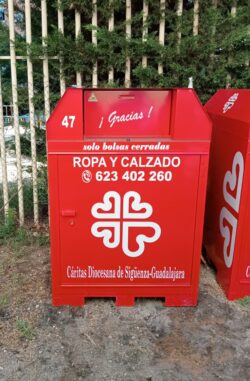 47
¡ Gracias !
solo bolsas cerradas
ROPA Y CALZADO
623 402 260
Cáritas Diocesana de Sigüenza-Guadalajara